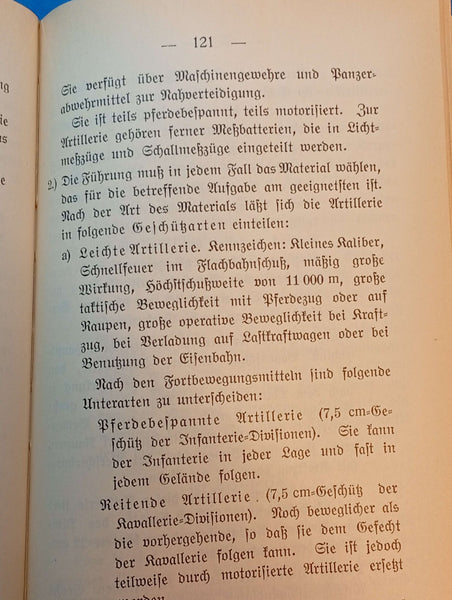 — 121 —
Sie verfügt über Maschinengewehre und Panzer-
abwehrmittel zur Nahverteidigung.
Sie ist teils pferdebespannt, teils motorisiert. Zur
Artillerie gehören ferner Meßbatterien, die in Licht-
meßzüge und Schallmeßzüge eingeteilt werden.
2.) Die Führung muß in jedem Fall das Material wählen,
das für die betreffende Aufgabe am geeignetsten ist.
Nach der Art des Materials läßt sich die Artillerie
in folgende Geschützarten einteilen:
a) Leichte Artillerie. Kennzeichen: Kleines Kaliber,
Schnellfeuer im Flachbahnschuß, mäßig große
Wirkung, Höchstschußweite von 11 000 m, große
taktische Beweglichkeit mit Pferdezug oder auf
Raupen, große operative Beweglichkeit bei Kraft-
zug, bei Verladung auf Lastkraftwagen oder bei
Benutzung der Eisenbahn.
Nach den Fortbewegungsmitteln sind folgende
Unterarten zu unterscheiden:
Pferdebespannte Artillerie (7,5 cm-Ge-
schütz der Infanterie-Divisionen). Sie kann
der Infanterie in jeder Lage und fast in
jedem Gelände folgen.
Reitende Artillerie. (7,5 cm-Geschütz der
Kavallerie-Divisionen). Noch beweglicher als
die vorhergehende, so daß sie dem Gefecht
der Kavallerie folgen kann. Sie ist jedoch
teilweise durch motorisierte Artillerie ersetzt